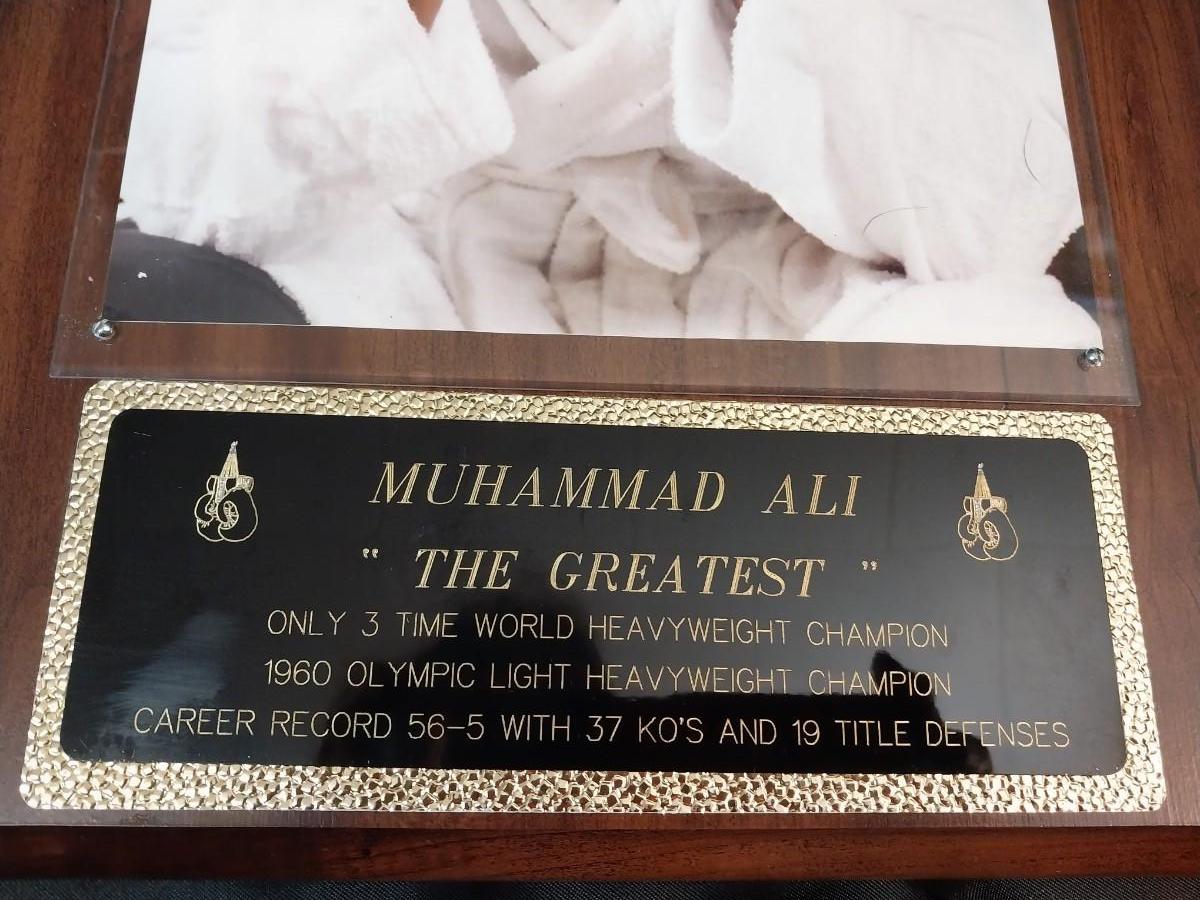 MUHAMMAD ALI
" THE GREATEST "
ONLY 3 TIME WORLD HEAVYWEIGHT CHAMPION
1960 OLYMPIC LIGHT HEAVYWEIGHT CHAMPION
CAREER RECORD 56-5 WITH 37 KO'S AND 19 TITLE DEFENSES